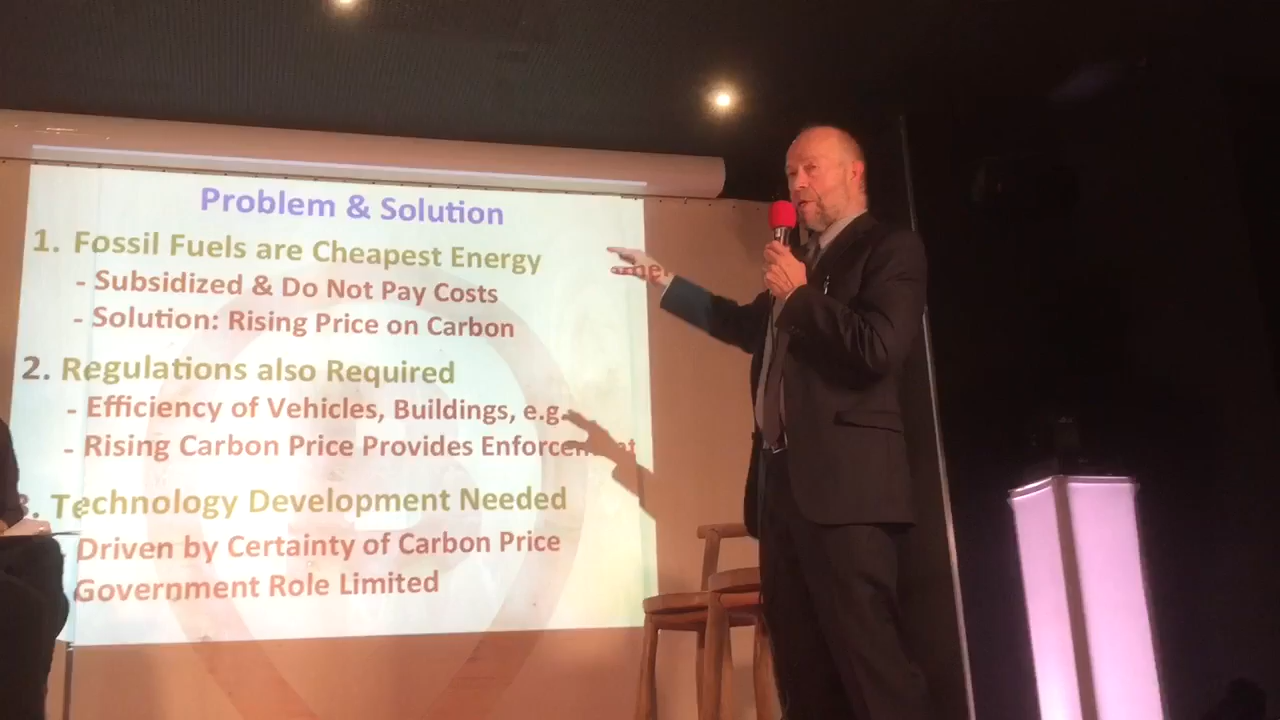 Problem & Solution
1. Fossil Fuels are Cheapest Energy
- Subsidized & Do Not Pay Costs
- Solution: Rising Price on Carbon
2. Regulations also Required
- Efficiency of Vehicles, Buildings, e.g.
- Rising Carbon Price Provides Enforcement
3. Technology Development Needed
Driven by Certainty of Carbon Price
Government Role Limited